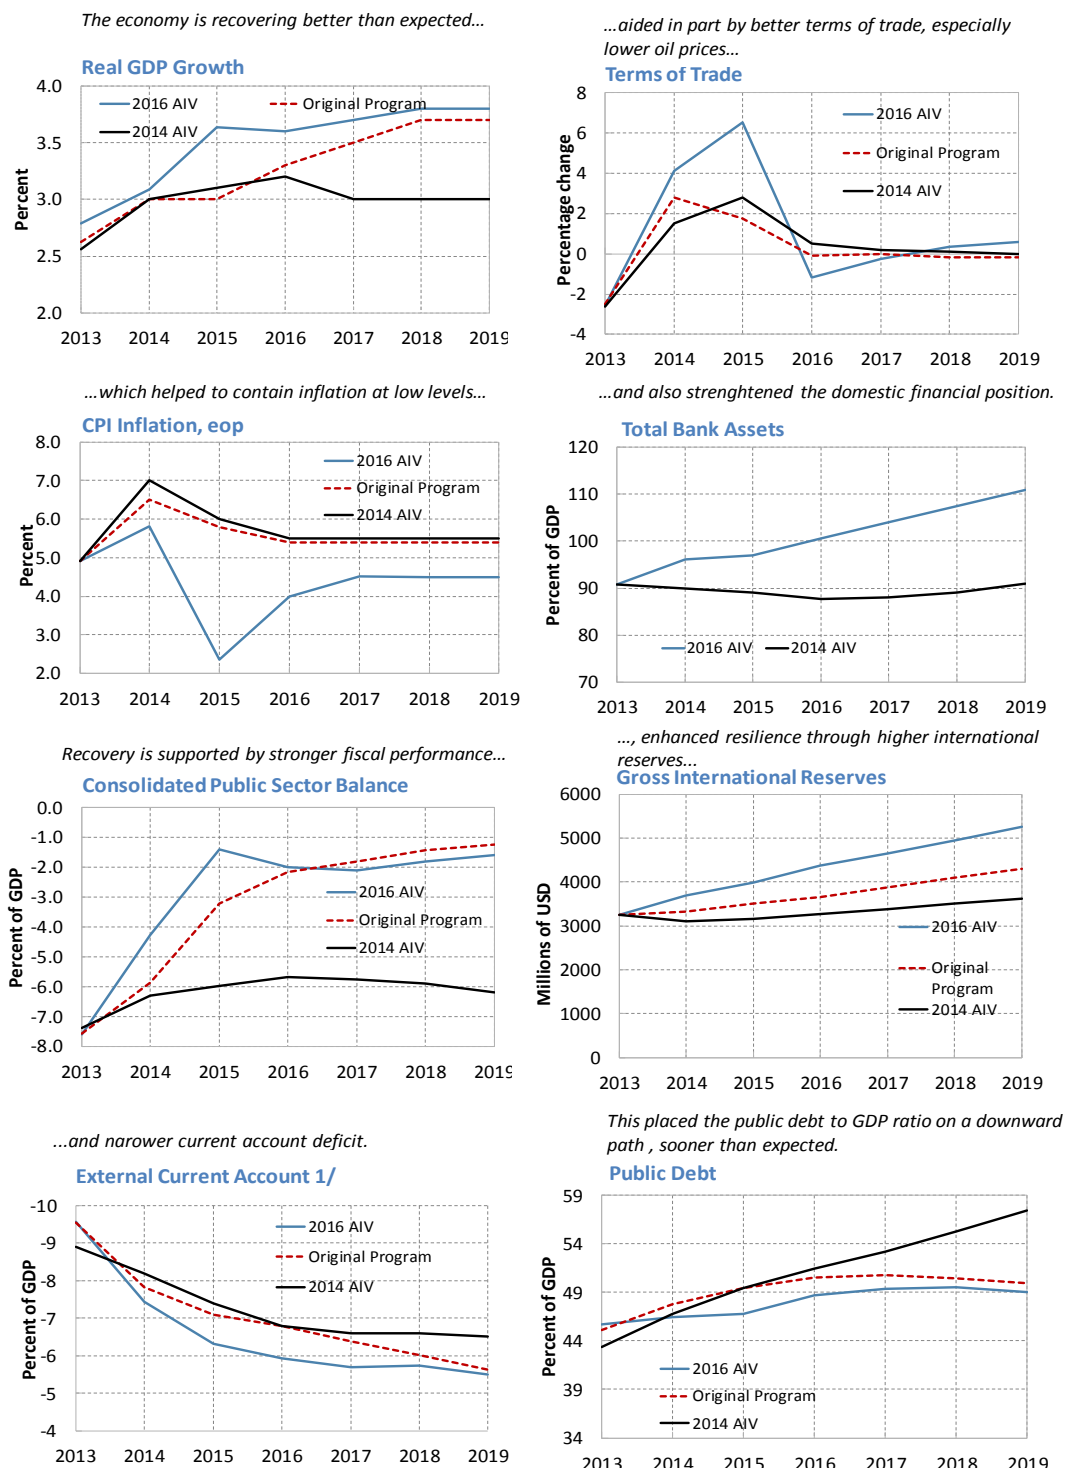 The economy is recovering better than expected...
Real GDP Growth
4.0
3.5
3.0
2.5
2.0
Percent
2016 AIV
Original Program
2014 AIV
2013 2014 2015 2016 2017 2018 2019
...aided in part by better terms of trade, especially
lower oil prices...
Terms of Trade
8
6
4
2
0
-2
-4
Percentage change
2016 AIV
Original Program
2014 AIV
2013 2014 2015 2016 2017 2018 2019
...which helped to contain inflation at low levels...
CPI Inflation, eop
8.0
7.0
6.0
5.0
4.0
3.0
2.0
Percent
2016 AIV
Original Program
2014 AIV
2013 2014 2015 2016 2017 2018 2019
...and also strenghtened the domestic financial position.
Total Bank Assets
120
110
100
90
80
70
Percent of GDP
2016 AIV
2014 AIV
2013 2014 2015 2016 2017 2018 2019
Recovery is supported by stronger fiscal performance...
Consolidated Public Sector Balance
0.0
-1.0
-2.0
-3.0
-4.0
-5.0
-6.0
-7.0
-8.0
Percent of GDP
2016 AIV
Original Program
2014 AIV
2013 2014 2015 2016 2017 2018 2019
..., enhanced resilience through higher international
reserves...
Gross International Reserves
6000
5000
4000
3000
2000
1000
0
Millions of USD
2016 AIV
Original
Program
2014 AIV
2013 2014 2015 2016 2017 2018 2019
...and narower current account deficit.
External Current Account 1/
-10
-9
-8
-7
-6
-5
-4
Percent of GDP
2016 AIV
Original Program
2014 AIV
2013 2014 2015 2016 2017 2018 2019
This placed the public debt to GDP ratio on a downward
path , sooner than expected.
Public Debt
59
54
49
44
39
34
Percent of GDP
2016 AIV
Original Program
2014 AIV
2013 2014 2015 2016 2017 2018 2019